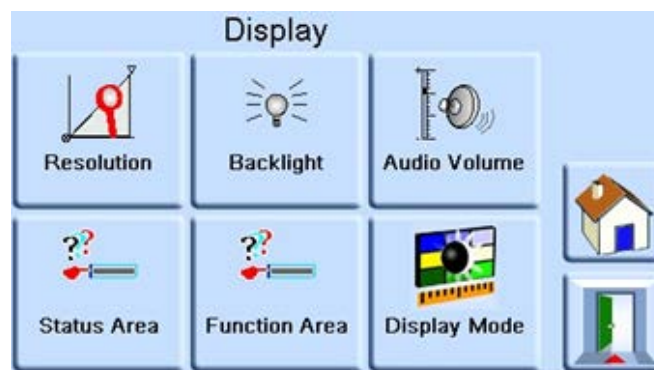 Display
Resolution
Backlight
Audio Volume
??
??
Status Area
Function Area
Display Mode